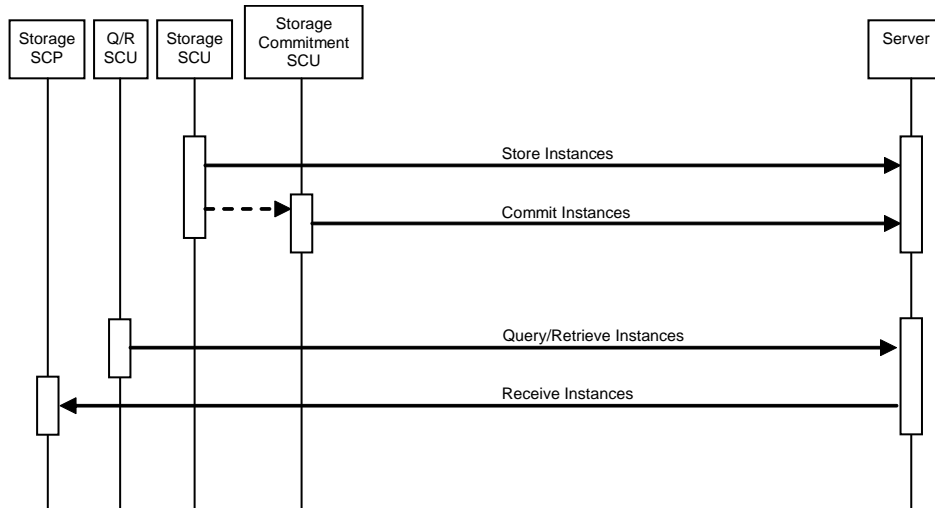 Storage
SCP
Q/R
SCU
Storage
SCU
Storage
Commitment
SCU
Server
Store Instances
Commit Instances
Query/Retrieve Instances
Receive Instances